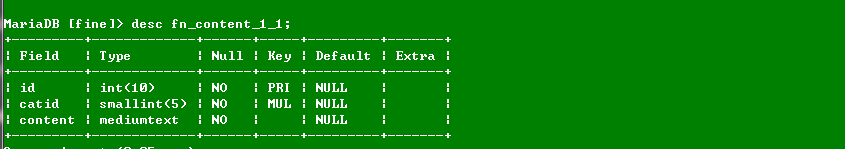 MariaDB [fine]> desc fn_content_1_1;
+---------+-------------+------+-----+---------+-------+
| Field   | Type        | Null | Key | Default | Extra |
+---------+-------------+------+-----+---------+-------+
| id      | int(10)     | NO   | PRI | NULL    |       |
| catid   | smallint(5) | NO   | MUL | NULL    |       |
| content | mediumtext  | NO   |     | NULL    |       |
+---------+-------------+------+-----+---------+-------+